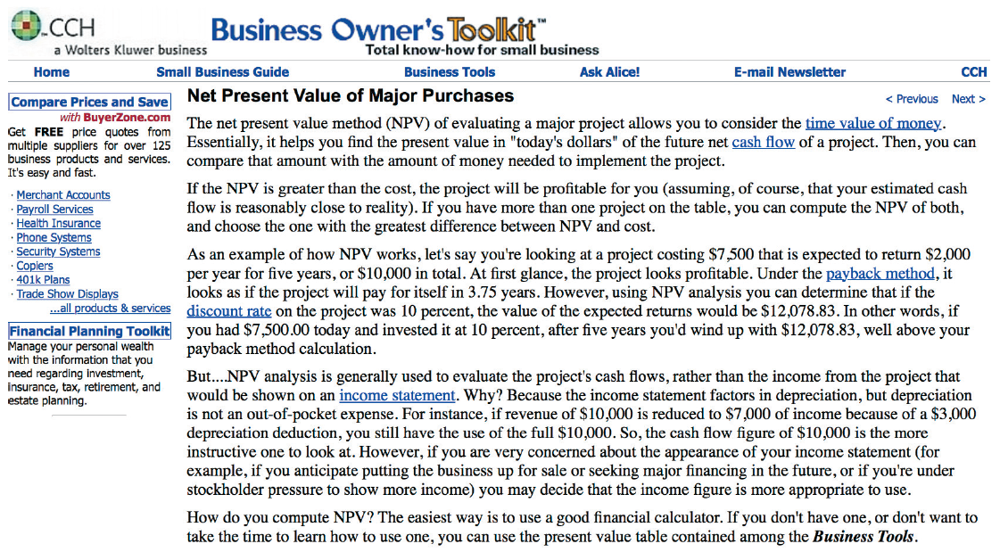 CCH
a Wolters Kluwer business
Business Owner's Toolkit™
Total know-how for small business
Home Small Business Guide Business Tools Ask Alice! E-mail Newsletter CCH
Compare Prices and Save
with BuyerZone.com
Get FREE price quotes from
multiple suppliers for over 125
business products and services.
It's easy and fast.
· Merchant Accounts
· Payroll Services
· Health Insurance
· Phone Systems
· Security Systems
· Copiers
· 401k Plans
· Trade Show Displays
...all products & services
Financial Planning Toolkit
Manage your personal wealth
with the information that you
need regarding investment,
insurance, tax, retirement, and
estate planning.
Net Present Value of Major Purchases
< Previous Next >
The net present value method (NPV) of evaluating a major project allows you to consider the time value of money.
Essentially, it helps you find the present value in "today's dollars" of the future net cash flow of a project. Then, you can
compare that amount with the amount of money needed to implement the project.
If the NPV is greater than the cost, the project will be profitable for you (assuming, of course, that your estimated cash
flow is reasonably close to reality). If you have more than one project on the table, you can compute the NPV of both,
and choose the one with the greatest difference between NPV and cost.
As an example of how NPV works, let's say you're looking at a project costing $7,500 that is expected to return $2,000
per year for five years, or $10,000 in total. At first glance, the project looks profitable. Under the payback method, it
looks as if the project will pay for itself in 3.75 years. However, using NPV analysis you can determine that if the
discount rate on the project was 10 percent, the value of the expected returns would be $12,078.83. In other words, if
you had $7,500.00 today and invested it at 10 percent, after five years you'd wind up with $12,078.83, well above your
payback method calculation.
But....NPV analysis is generally used to evaluate the project's cash flows, rather than the income from the project that
would be shown on an income statement. Why? Because the income statement factors in depreciation, but depreciation
is not an out-of-pocket expense. For instance, if revenue of $10,000 is reduced to $7,000 of income because of a $3,000
depreciation deduction, you still have the use of the full $10,000. So, the cash flow figure of $10,000 is the more
instructive one to look at. However, if you are very concerned about the appearance of your income statement (for
example, if you anticipate putting the business up for sale or seeking major financing in the future, or if you're under
stockholder pressure to show more income) you may decide that the income figure is more appropriate to use.
How do you compute NPV? The easiest way is to use a good financial calculator. If you don't have one, or don't want to
take the time to learn how to use one, you can use the present value table contained among the Business Tools.